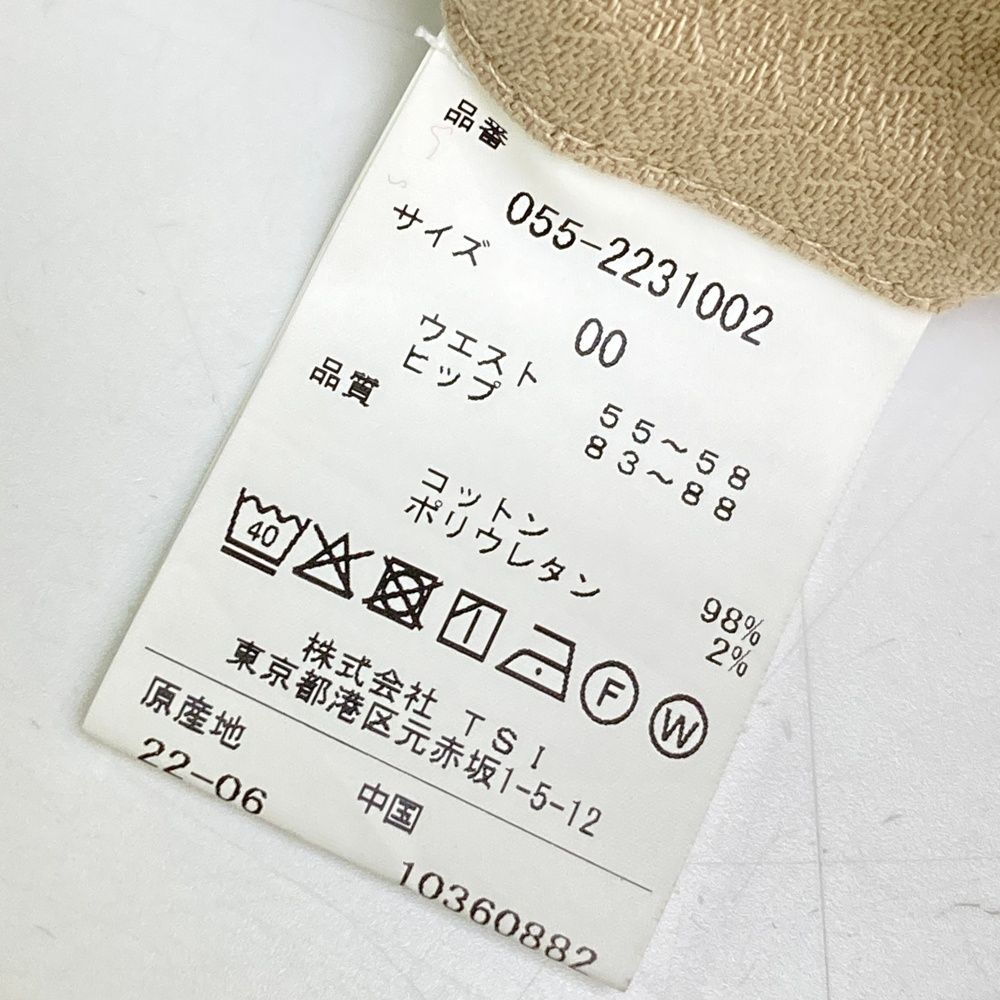 品番
055-2231002
サイズ
00
ウエスト 55～58
ヒップ 83～88
品質
コットン 98%
ポリウレタン 2%
40
F W
株式会社 TSI
東京都港区元赤坂1-5-12
原産地 中国
22-06 10360882